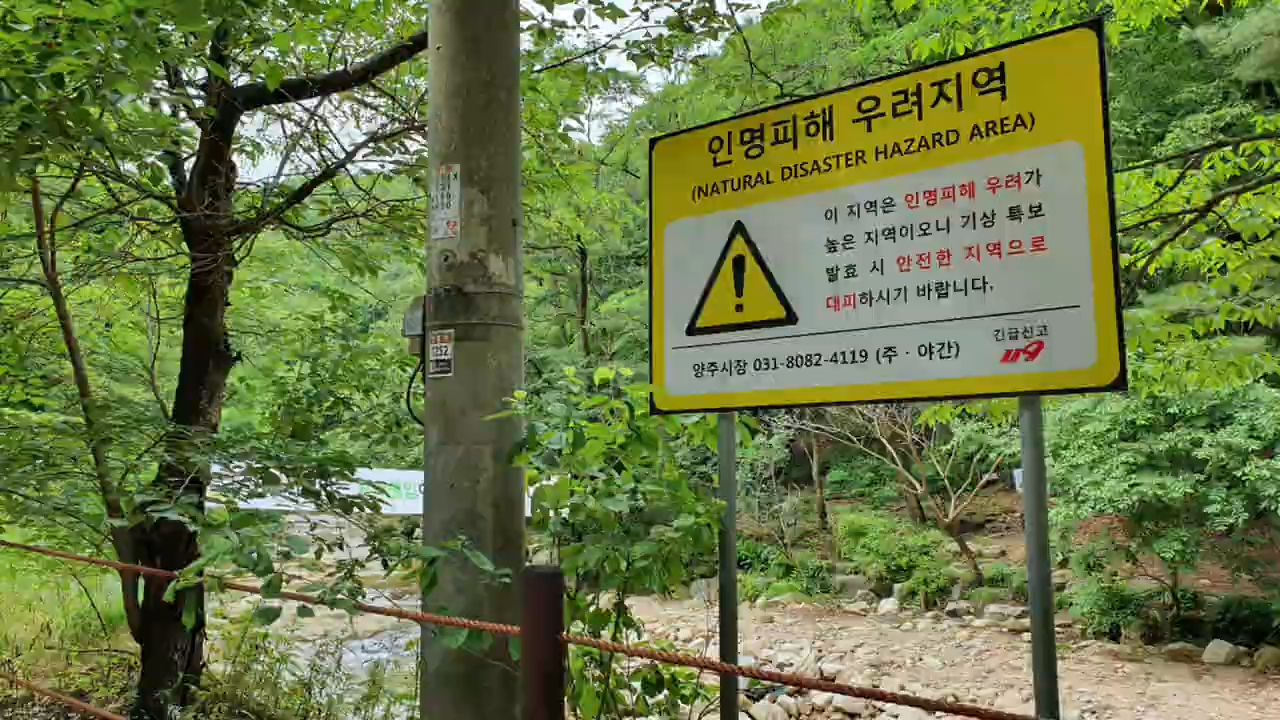 인명피해 우려지역
(NATURAL DISASTER HAZARD AREA)
이 지역은 인명피해 우려가
높은 지역이오니 기상 특보
발효 시 안전한 지역으로
대피하시기 바랍니다.
양주시장 031-8082-4119 (주 · 야간)
긴급신고
119